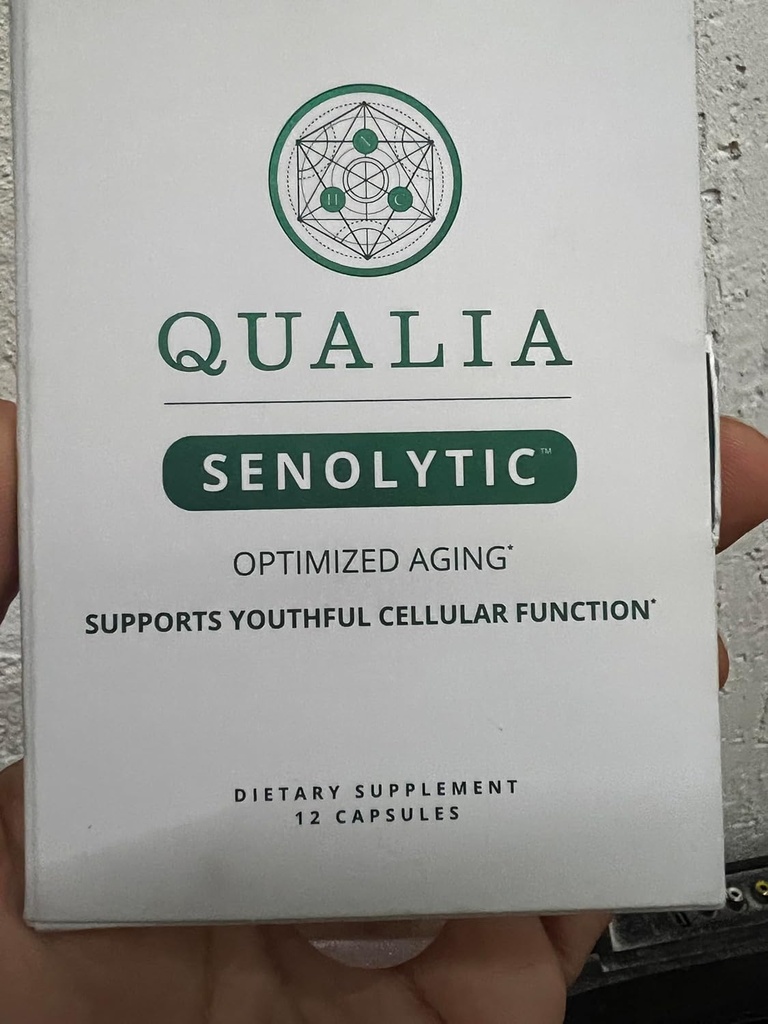 N
H C
QUALIA
SENOLYTIC™
OPTIMIZED AGING*
SUPPORTS YOUTHFUL CELLULAR FUNCTION*
DIETARY SUPPLEMENT
12 CAPSULES